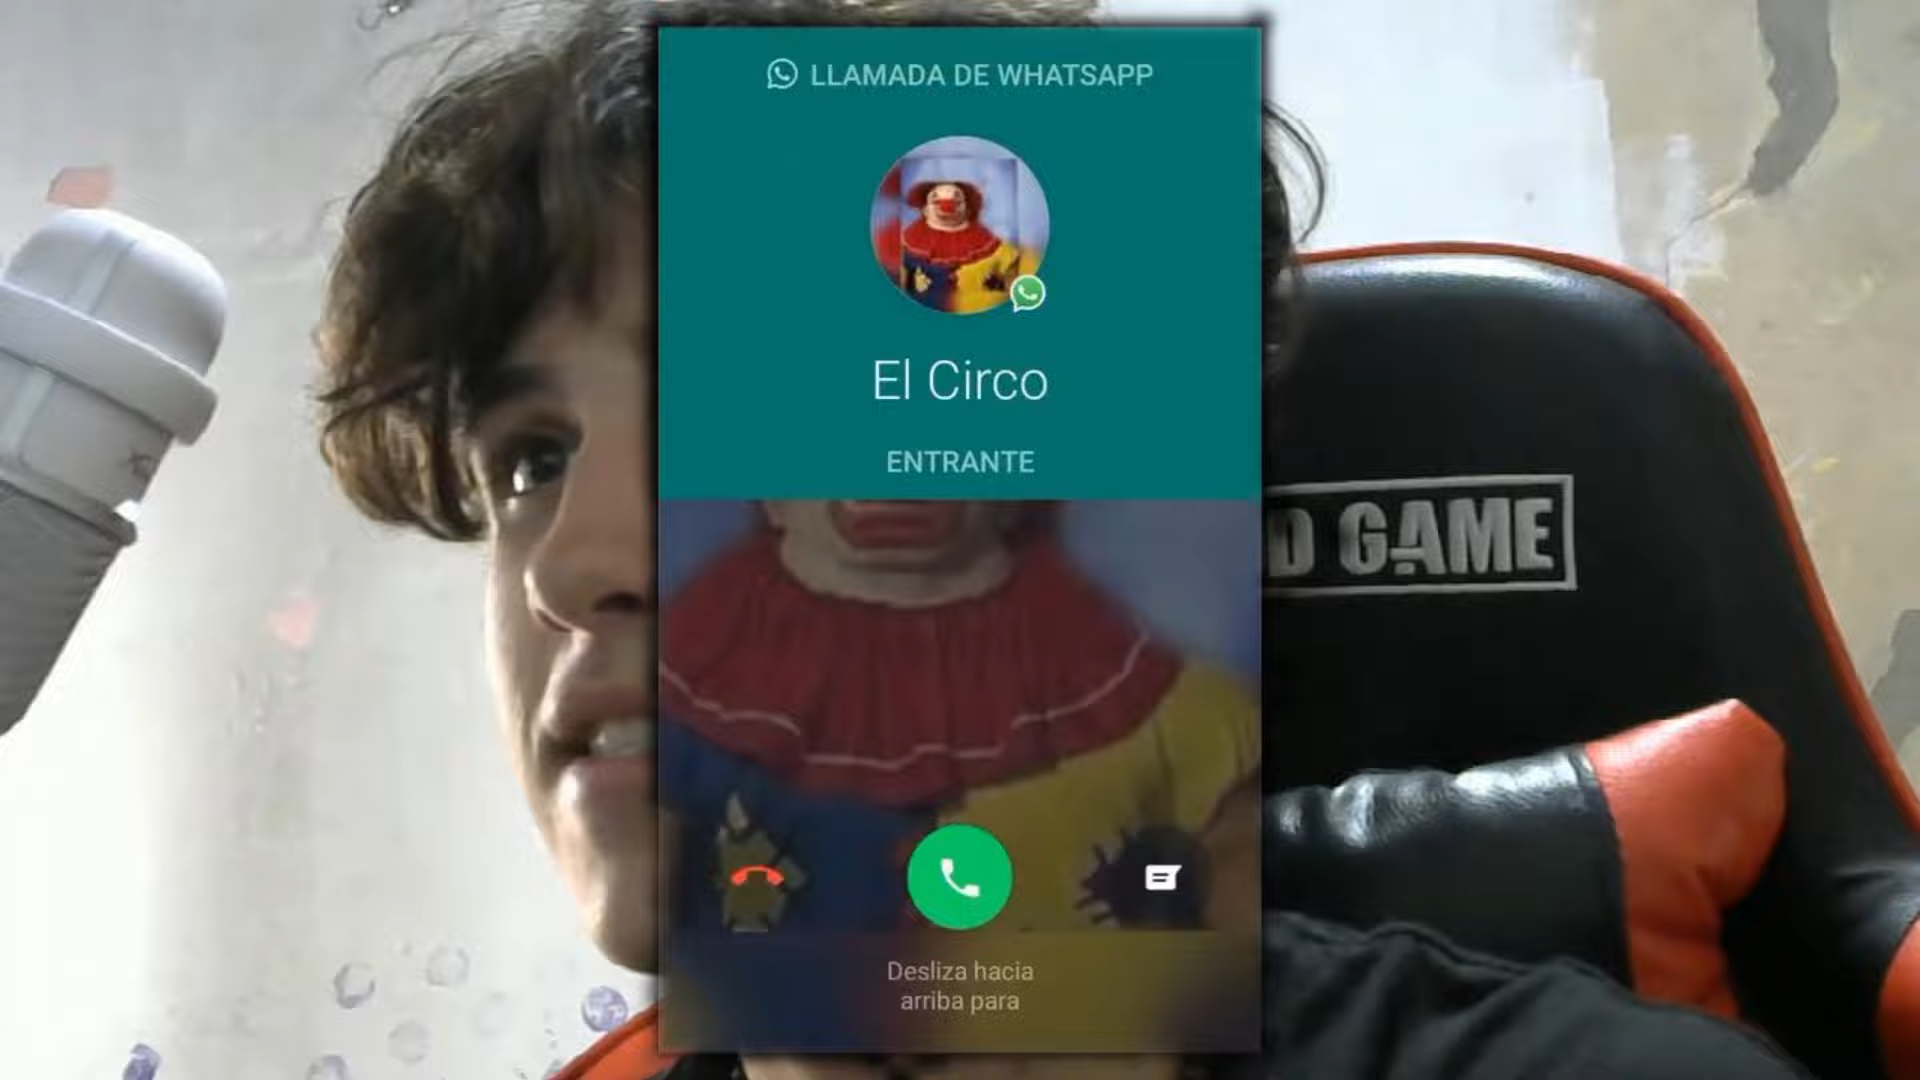 LLAMADA DE WHATSAPP
El Circo
ENTRANTE
D GAME
Desliza hacia
arriba para